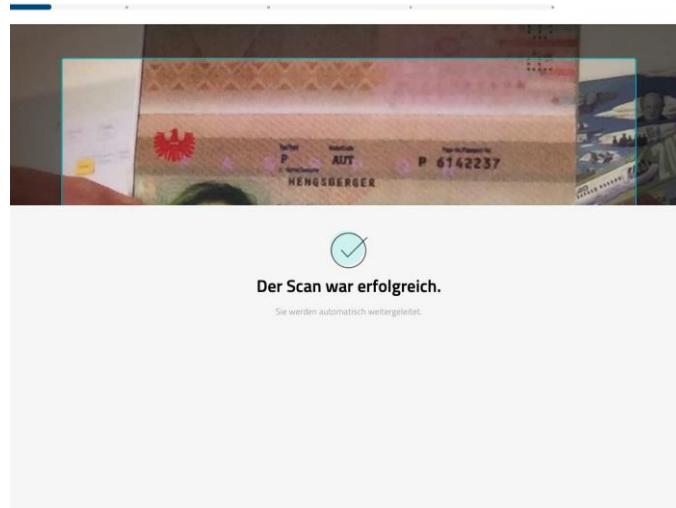 P AUT P 6142237
HENGSBERGER
Der Scan war erfolgreich.
Sie werden automatisch weitergeleitet.